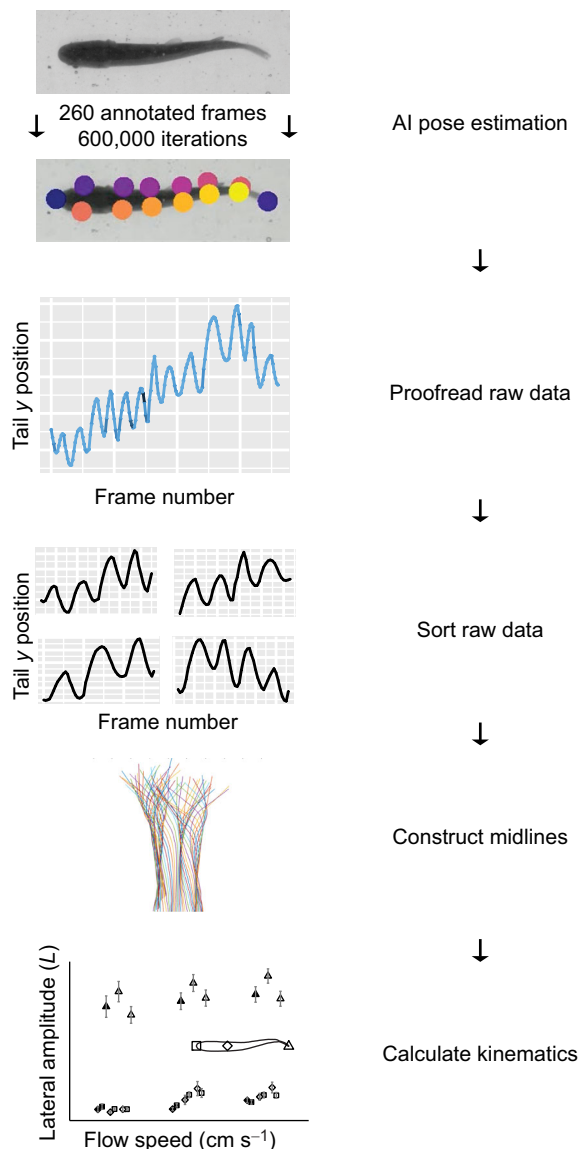 260 annotated frames
600,000 iterations
AI pose estimation
Tail y position
Frame number
Proofread raw data
Tail y position
Frame number
Sort raw data
Construct midlines
Lateral amplitude (L)
Flow speed (cm s⁻¹)
Calculate kinematics